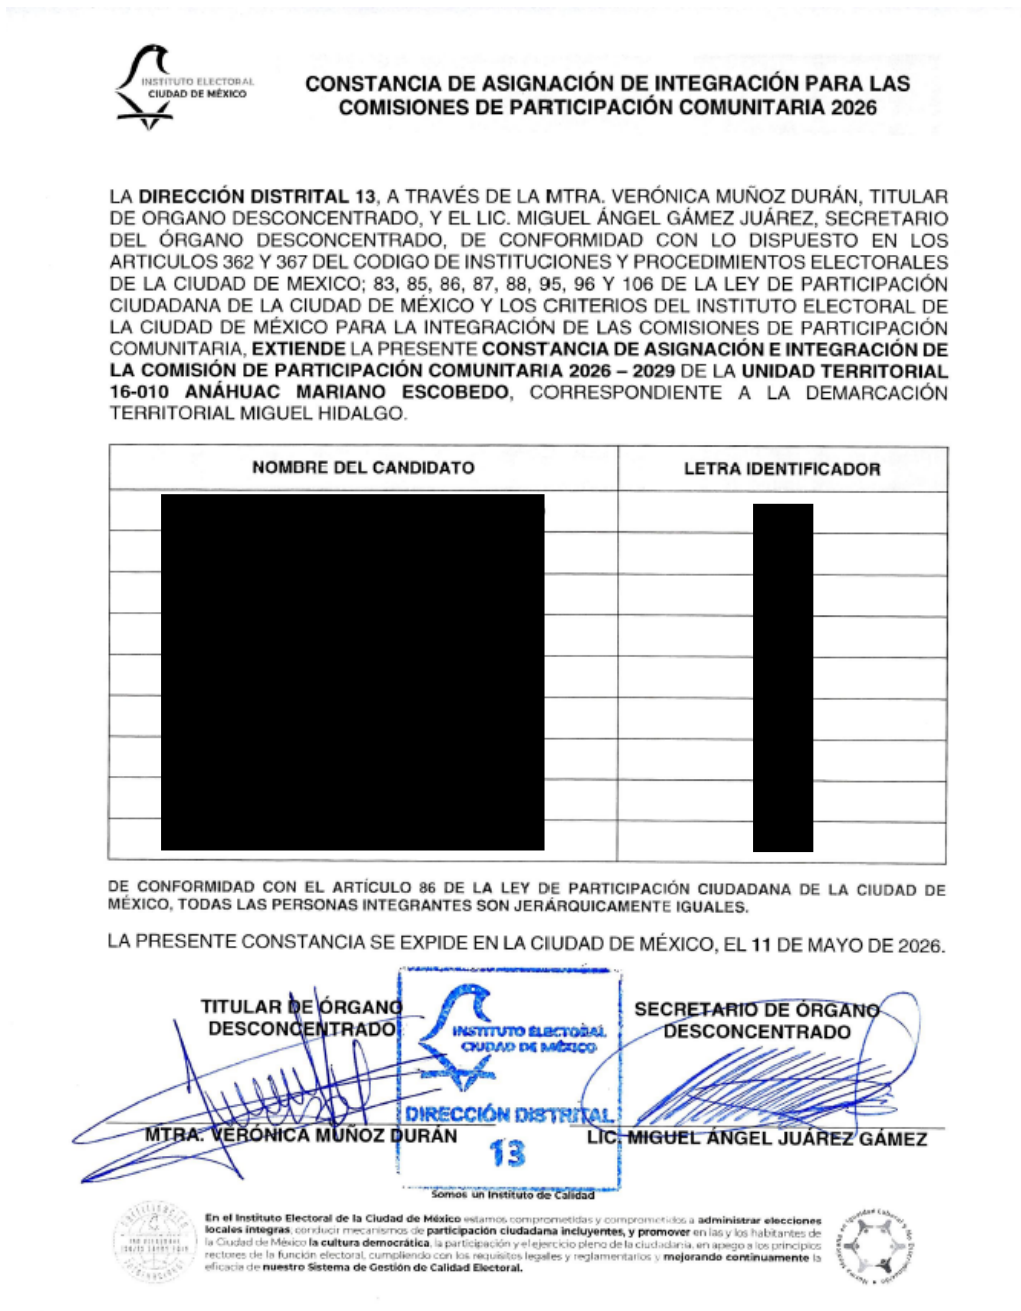 INSTITUTO ELECTORAL
CIUDAD DE MÉXICO
CONSTANCIA DE ASIGNACIÓN DE INTEGRACIÓN PARA LAS
COMISIONES DE PARTICIPACIÓN COMUNITARIA 2026
LA DIRECCIÓN DISTRITAL 13, A TRAVÉS DE LA MTRA. VERÓNICA MUÑOZ DURÁN, TITULAR
DE ORGANO DESCONCENTRADO, Y EL LIC. MIGUEL ÁNGEL GÁMEZ JUÁREZ, SECRETARIO
DEL ÓRGANO DESCONCENTRADO, DE CONFORMIDAD CON LO DISPUESTO EN LOS
ARTICULOS 362 Y 367 DEL CODIGO DE INSTITUCIONES Y PROCEDIMIENTOS ELECTORALES
DE LA CIUDAD DE MEXICO; 83, 85, 86, 87, 88, 95, 96 Y 106 DE LA LEY DE PARTICIPACIÓN
CIUDADANA DE LA CIUDAD DE MÉXICO Y LOS CRITERIOS DEL INSTITUTO ELECTORAL DE
LA CIUDAD DE MÉXICO PARA LA INTEGRACIÓN DE LAS COMISIONES DE PARTICIPACIÓN
COMUNITARIA, EXTIENDE LA PRESENTE CONSTANCIA DE ASIGNACIÓN E INTEGRACIÓN DE
LA COMISIÓN DE PARTICIPACIÓN COMUNITARIA 2026 – 2029 DE LA UNIDAD TERRITORIAL
16-010 ANÁHUAC MARIANO ESCOBEDO, CORRESPONDIENTE A LA DEMARCACIÓN
TERRITORIAL MIGUEL HIDALGO.
NOMBRE DEL CANDIDATO
LETRA IDENTIFICADOR
DE CONFORMIDAD CON EL ARTÍCULO 86 DE LA LEY DE PARTICIPACIÓN CIUDADANA DE LA CIUDAD DE
MÉXICO, TODAS LAS PERSONAS INTEGRANTES SON JERÁRQUICAMENTE IGUALES.
LA PRESENTE CONSTANCIA SE EXPIDE EN LA CIUDAD DE MÉXICO, EL 11 DE MAYO DE 2026.
TITULAR DE ÓRGANO
DESCONCENTRADO
MTRA. VERÓNICA MUÑOZ DURÁN
INSTITUTO ELECTORAL
CIUDAD DE MÉXICO
DIRECCIÓN DISTRITAL
13
SECRETARIO DE ÓRGANO
DESCONCENTRADO
LIC. MIGUEL ÁNGEL JUÁREZ GÁMEZ
Somos un Instituto de Calidad
En el Instituto Electoral de la Ciudad de México estamos comprometidas y comprometidos a administrar elecciones
locales íntegras, conducir mecanismos de participación ciudadana incluyentes, y promover en las y los habitantes de
la Ciudad de México la cultura democrática, la participación y el ejercicio pleno de la ciudadanía, en apego a los principios
rectores de la función electoral, cumpliendo con los requisitos legales y reglamentarios y mejorando continuamente la
eficacia de nuestro Sistema de Gestión de Calidad Electoral.